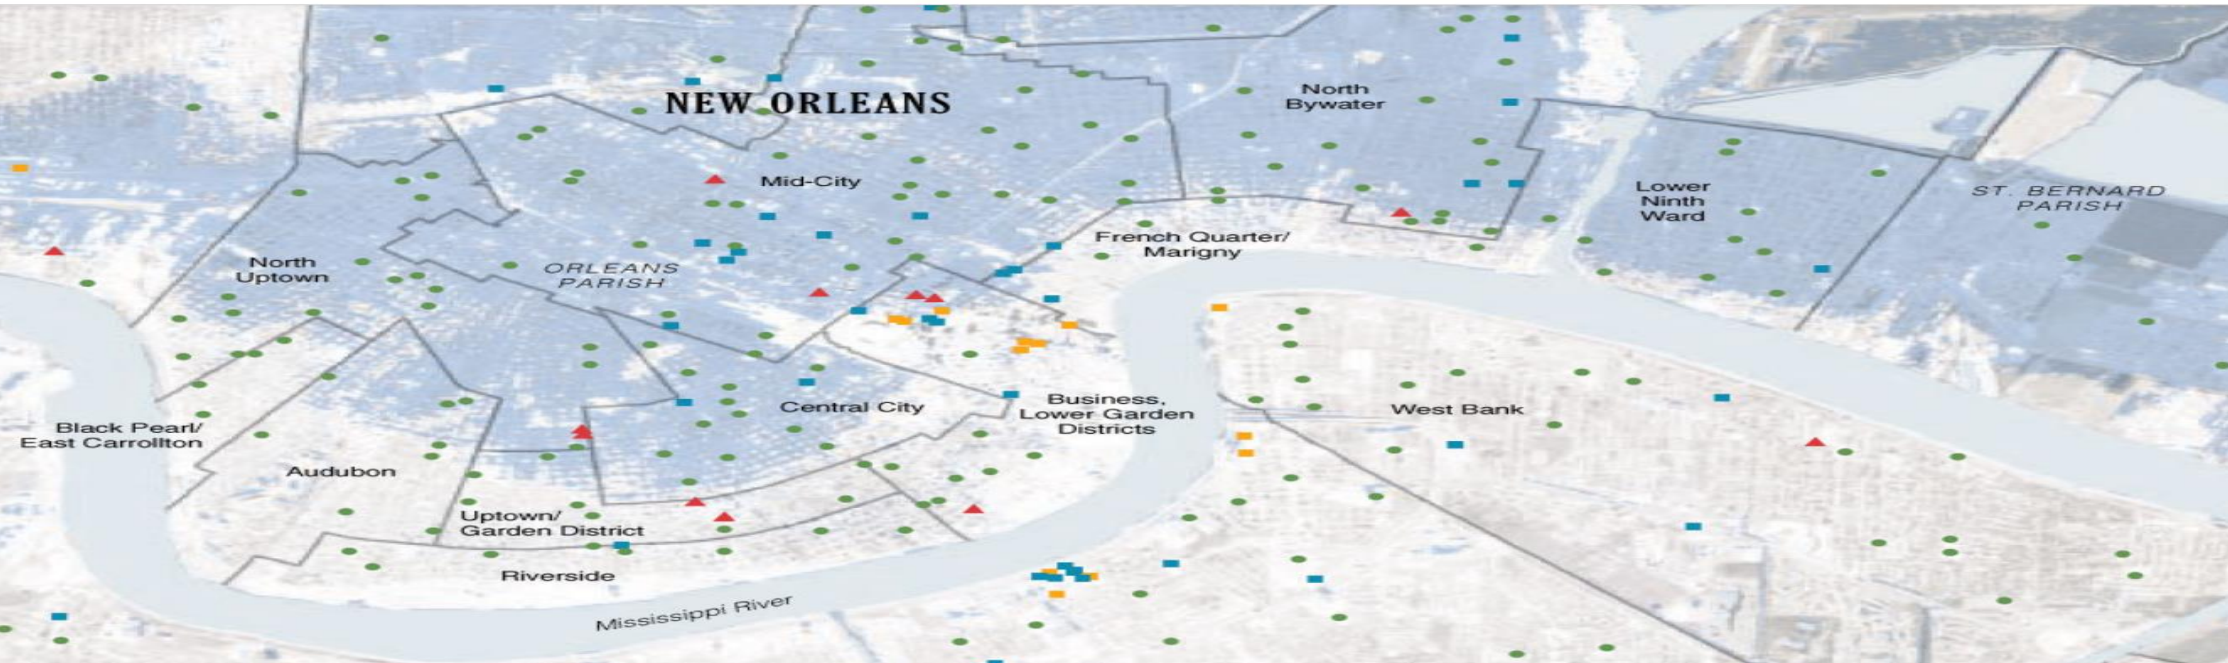 NEW ORLEANS
North
Bywater
Mid-City
Lower
Ninth
Ward
ST. BERNARD
PARISH
French Quarter/
Marigny
North
Uptown
ORLEANS
PARISH
Central City
Business,
Lower Garden
Districts
West Bank
Black Pearl/
East Carrollton
Audubon
Uptown/
Garden District
Riverside
Mississippi River